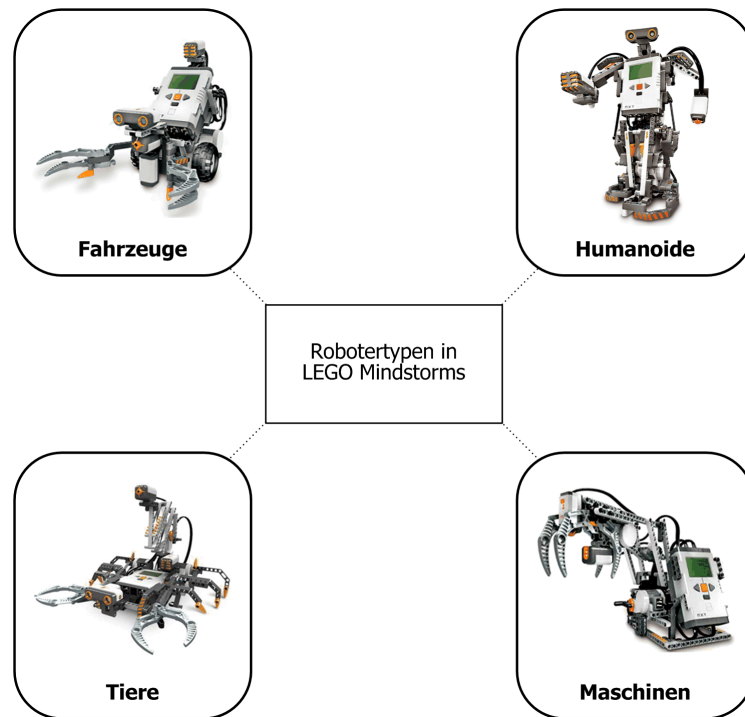 Fahrzeuge
Humanoide
Robotertypen in
LEGO Mindstorms
Tiere
Maschinen